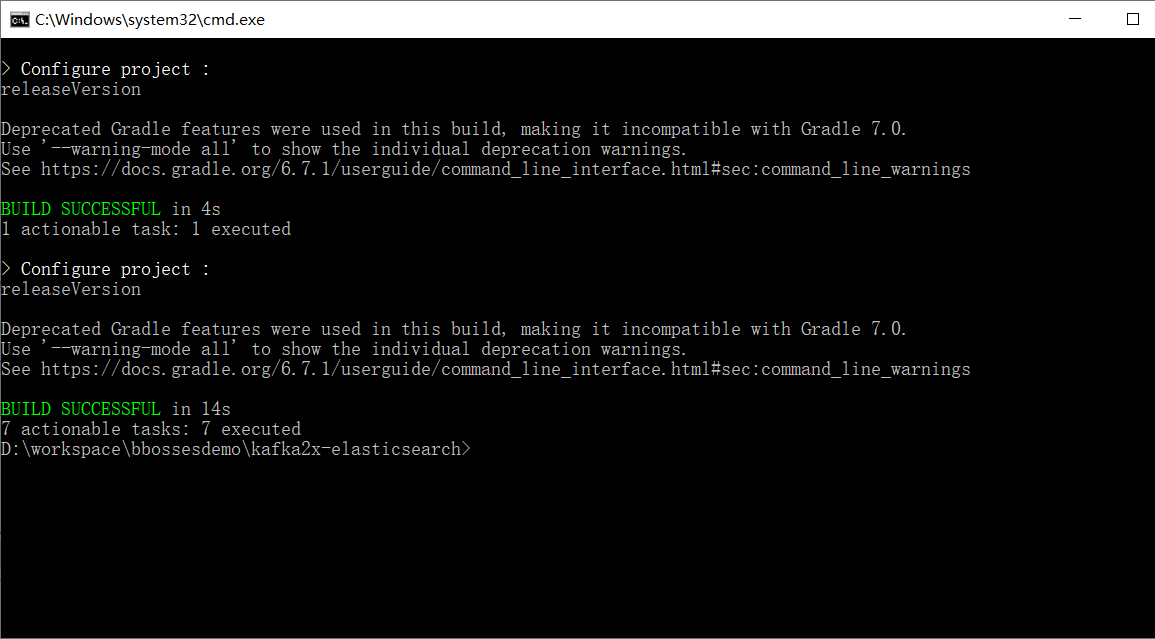 C:\Windows\system32\cmd.exe
> Configure project :
releaseVersion
Deprecated Gradle features were used in this build, making it incompatible with Gradle 7.0.
Use '--warning-mode all' to show the individual deprecation warnings.
See https://docs.gradle.org/6.7.1/userguide/command_line_interface.html#sec:command_line_warnings
BUILD SUCCESSFUL in 4s
1 actionable task: 1 executed
> Configure project :
releaseVersion
Deprecated Gradle features were used in this build, making it incompatible with Gradle 7.0.
Use '--warning-mode all' to show the individual deprecation warnings.
See https://docs.gradle.org/6.7.1/userguide/command_line_interface.html#sec:command_line_warnings
BUILD SUCCESSFUL in 14s
7 actionable tasks: 7 executed
D:\workspace\bbossesdemo\kafka2x-elasticsearch>